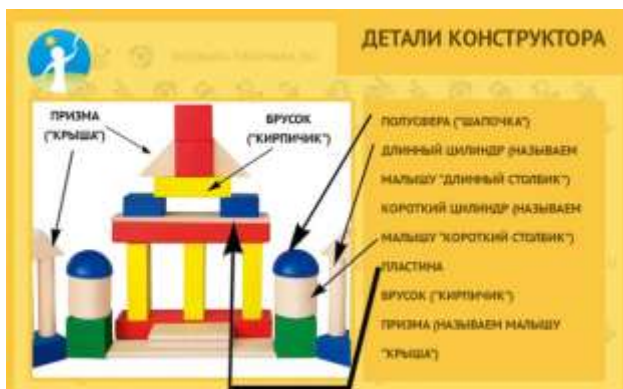 ДЕТАЛИ КОНСТРУКТОРА
ПРИЗМА
("КРЫША")
БРУСОК
("КИРПИЧИК")
ПОЛУСФЕРА ("ШАПОЧКА")
ДЛИННЫЙ ЦИЛИНДР (НАЗЫВАЕМ
МАЛЫШУ "ДЛИННЫЙ СТОЛБИК")
КОРОТКИЙ ЦИЛИНДР (НАЗЫВАЕМ
МАЛЫШУ "КОРОТКИЙ СТОЛБИК")
ПЛАСТИНА
БРУСОК ("КИРПИЧИК")
ПРИЗМА (НАЗЫВАЕМ МАЛЫШУ
"КРЫША")